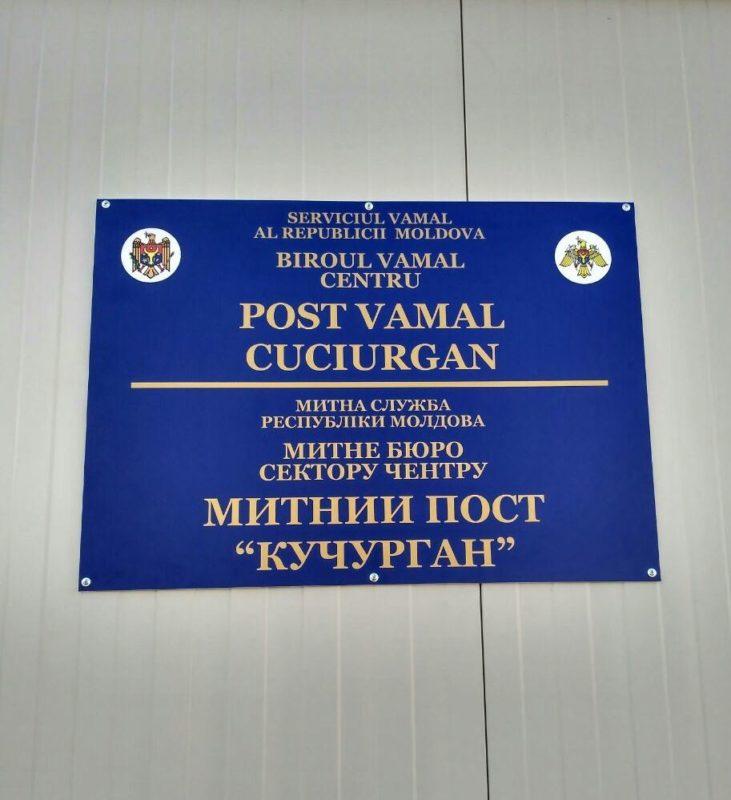 SERVICIUL VAMAL
AL REPUBLICII MOLDOVA
BIROUL VAMAL
CENTRU
POST VAMAL
CUCIURGAN
МИТНА СЛУЖБА
РЕСПУБЛІКИ МОЛДОВА
МИТНЕ БЮРО
СЕКТОРУ ЧЕНТРУ
МИТНИИ ПОСТ
“КУЧУРГАН”